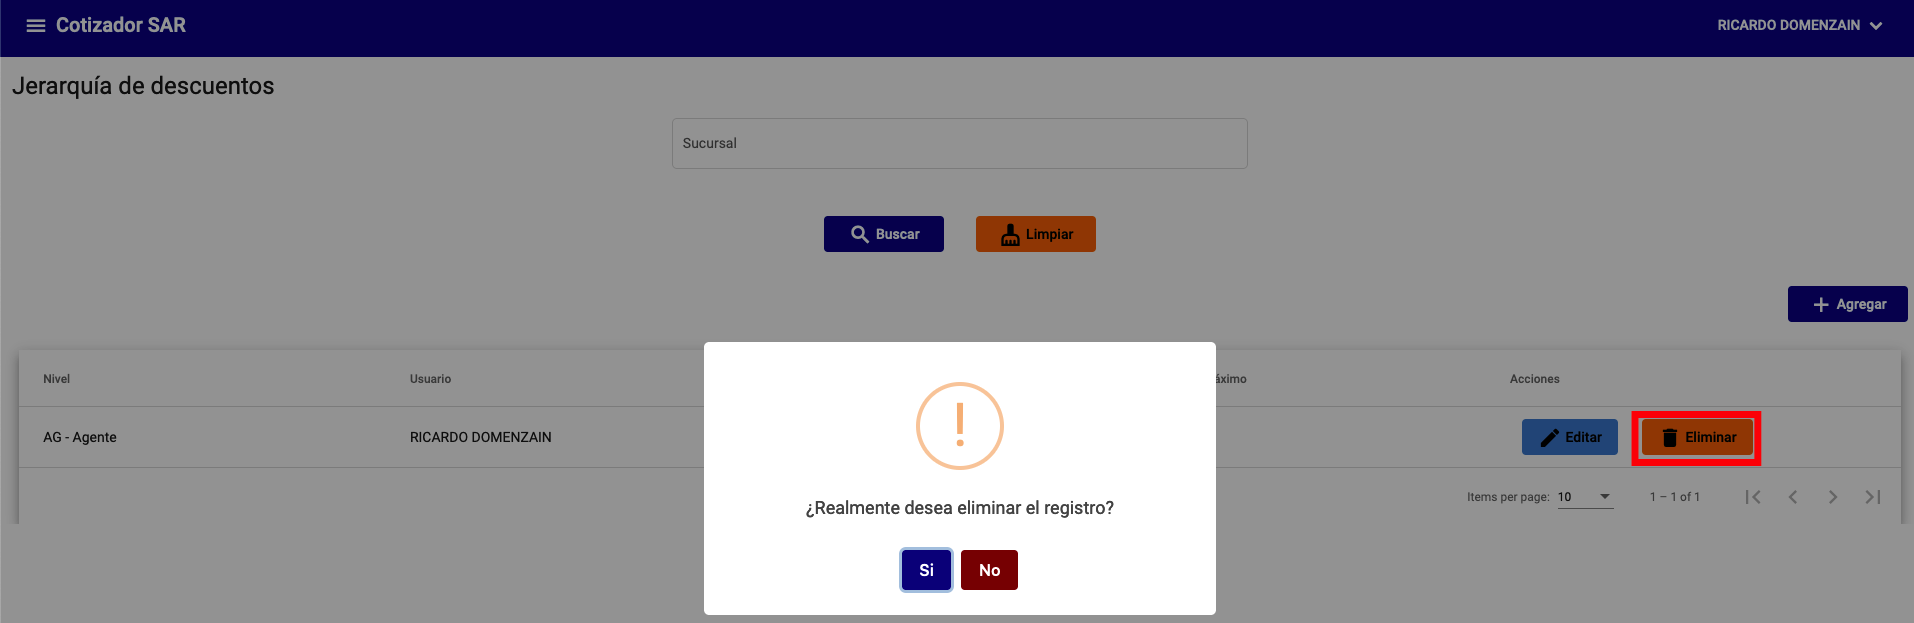 Cotizador SAR
RICARDO DOMENZAIN
Jerarquía de descuentos
Sucursal
Buscar
Limpiar
Agregar
Nivel
Usuario
áximo
Acciones
AG - Agente
RICARDO DOMENZAIN
Editar
Eliminar
Items per page: 10
1 – 1 of 1
!
¿Realmente desea eliminar el registro?
Si
No